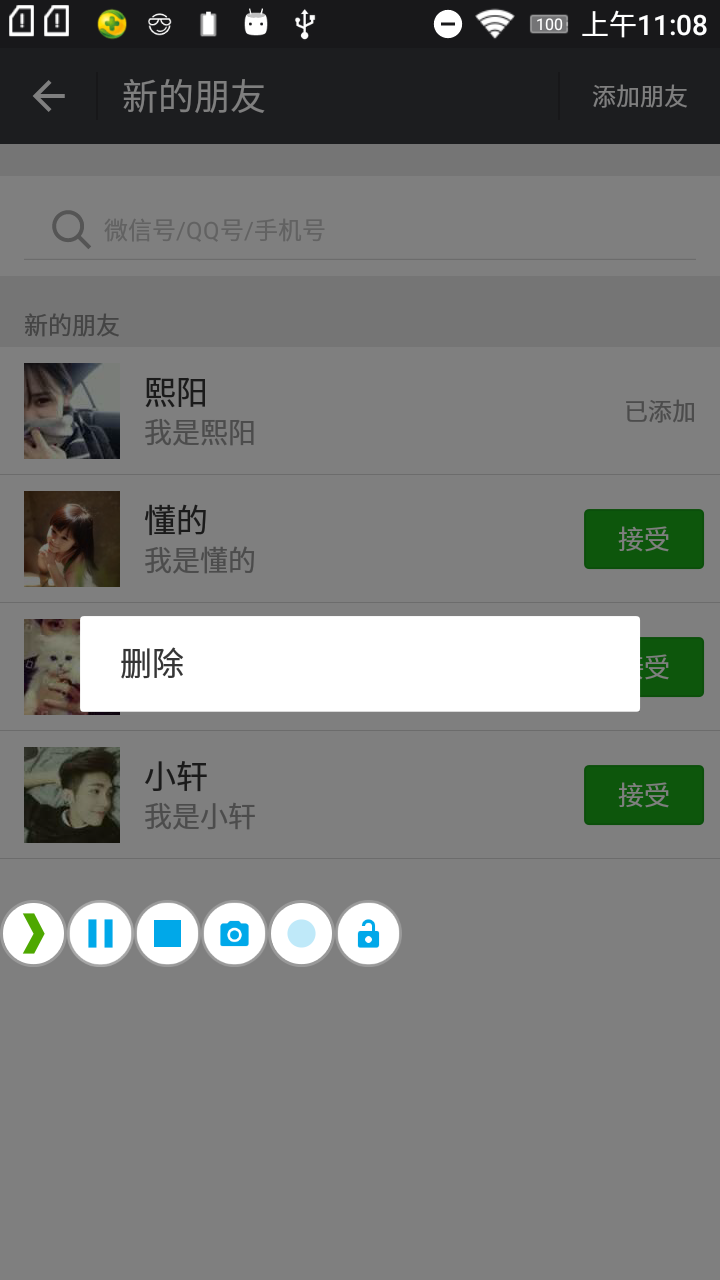 100 上午11:08
新的朋友 添加朋友
微信号/QQ号/手机号
新的朋友
熙阳
我是熙阳
已添加
懂的
我是懂的
接受
删除
接受
小轩
我是小轩
接受